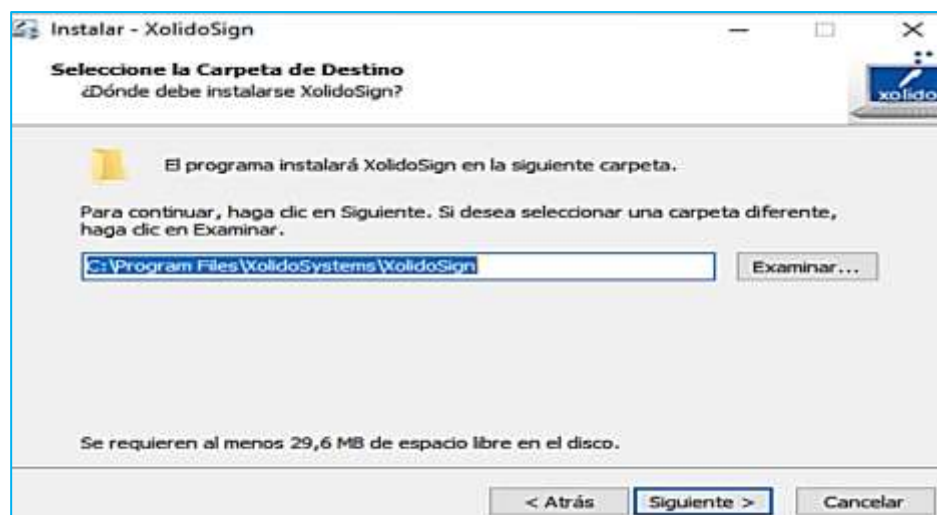 Instalar - XolidoSign
Seleccione la Carpeta de Destino
¿Dónde debe instalarse XolidoSign?
xolido
El programa instalará XolidoSign en la siguiente carpeta.
Para continuar, haga clic en Siguiente. Si desea seleccionar una carpeta diferente,
haga clic en Examinar.
C:\Program Files\XolidoSystems\XolidoSign
Examinar...
Se requieren al menos 29,6 MB de espacio libre en el disco.
< Atrás
Siguiente >
Cancelar